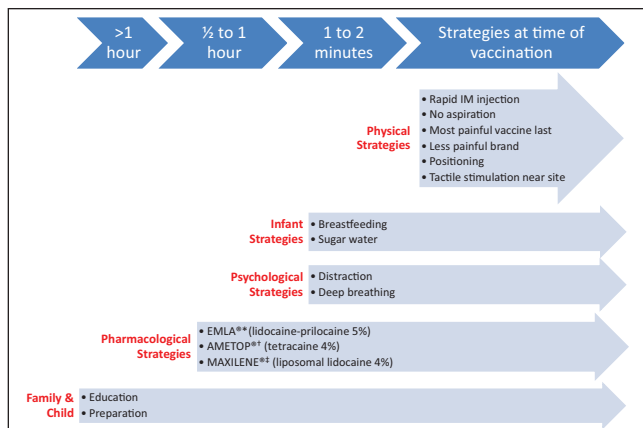 >1
hour
½ to 1
hour
1 to 2
minutes
Strategies at time of
vaccination
Physical
Strategies
• Rapid IM injection
• No aspiration
• Most painful vaccine last
• Less painful brand
• Positioning
• Tactile stimulation near site
Infant
Strategies
• Breastfeeding
• Sugar water
Psychological
Strategies
• Distraction
• Deep breathing
Pharmacological
Strategies
• EMLA®* (lidocaine-prilocaine 5%)
• AMETOP®† (tetracaine 4%)
• MAXILENE®‡ (liposomal lidocaine 4%)
Family &
Child
• Education
• Preparation